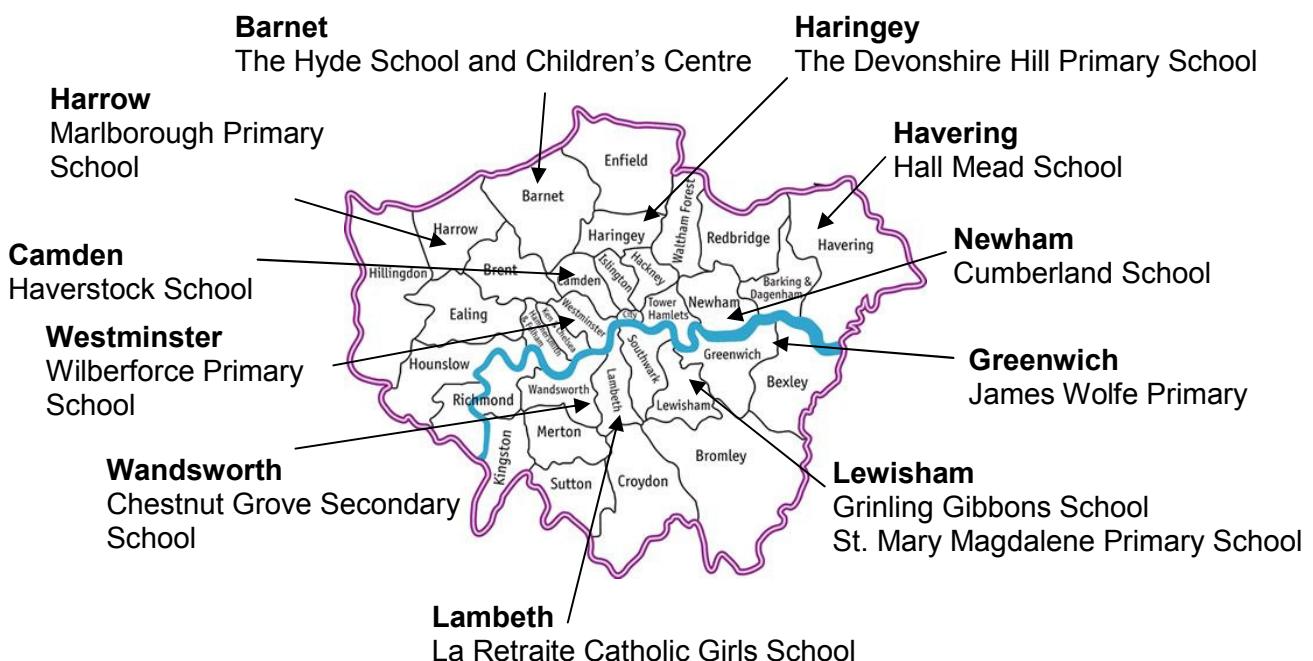 Barnet
The Hyde School and Children’s Centre
Haringey
The Devonshire Hill Primary School
Harrow
Marlborough Primary
School
Havering
Hall Mead School
Camden
Haverstock School
Newham
Cumberland School
Westminster
Wilberforce Primary
School
Greenwich
James Wolfe Primary
Wandsworth
Chestnut Grove Secondary
School
Lewisham
Grinling Gibbons School
St. Mary Magdalene Primary School
Lambeth
La Retraite Catholic Girls School
Enfield
Barnet
Harrow
Haringey
Waltham Forest
Redbridge
Havering
Hillingdon
Brent
Camden
Islington
Hackney
Barking &
Dagenham
Ealing
Westminster
City
Tower
Hamlets
Newham
Ken & Chelsea
Hammersmith
& Fulham
Hounslow
Southwark
Greenwich
Bexley
Richmond
Wandsworth
Lambeth
Lewisham
Merton
Kingston
Bromley
Sutton
Croydon